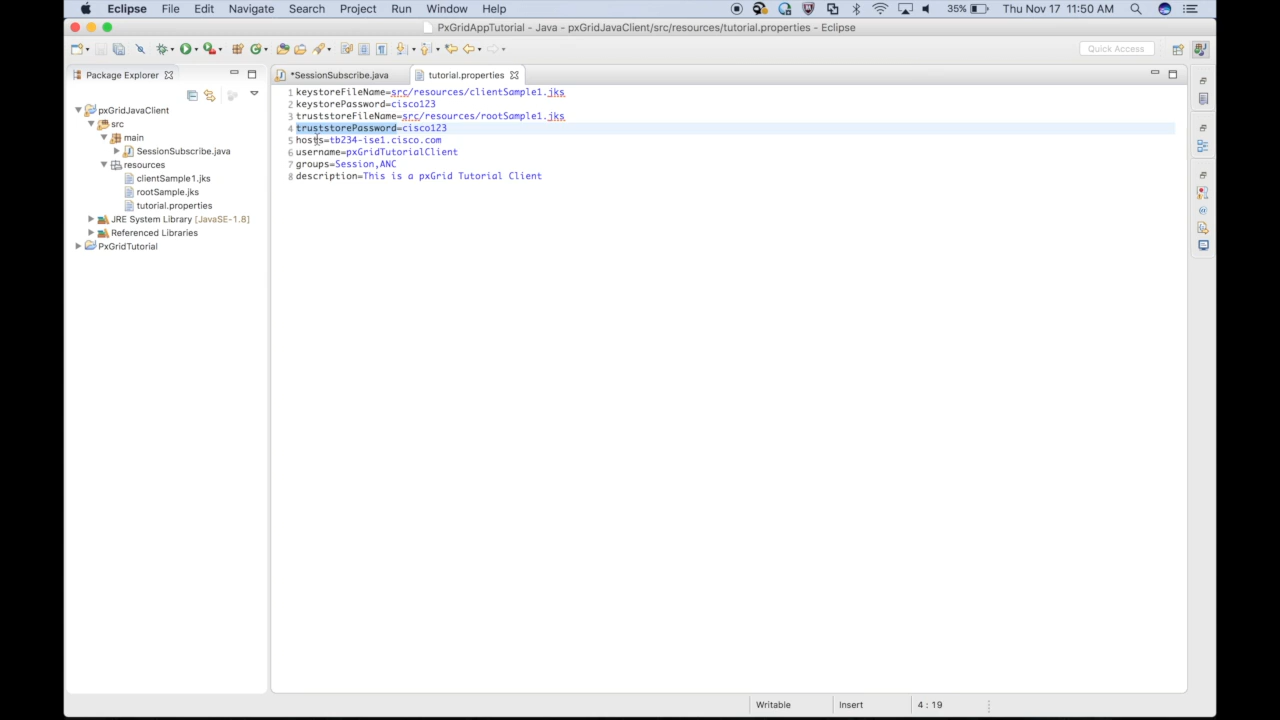 Eclipse File Edit Navigate Search Project Run Window Help 35% Thu Nov 17 11:50 AM
PxGridAppTutorial - Java - pxGridJavaClient/src/resources/tutorial.properties - Eclipse
Quick Access
Package Explorer
*SessionSubscribe.java
tutorial.properties
pxGridJavaClient
src
main
SessionSubscribe.java
resources
clientSample1.jks
rootSample.jks
tutorial.properties
JRE System Library [JavaSE-1.8]
Referenced Libraries
PxGridTutorial
1 keystoreFileName=src/resources/clientSample1.jks
2 keystorePassword=cisco123
3 truststoreFileName=src/resources/rootSample1.jks
4 truststorePassword=cisco123
5 hosts=tb234-ise1.cisco.com
6 username=pxGridTutorialClient
7 groups=Session,ANC
8 description=This is a pxGrid Tutorial Client
Writable Insert 4 : 19